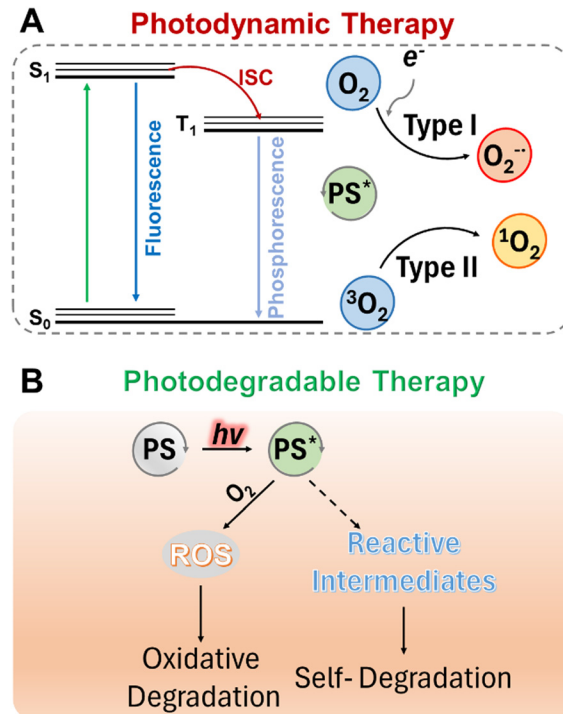 A
Photodynamic Therapy
S₁
ISC
T₁
Fluorescence
Phosphorescence
S₀
O₂
e⁻
Type I
O₂⁻·
PS*
³O₂
Type II
¹O₂
B
Photodegradable Therapy
PS
hv
PS*
O₂
ROS
Reactive
Intermediates
Oxidative
Degradation
Self- Degradation